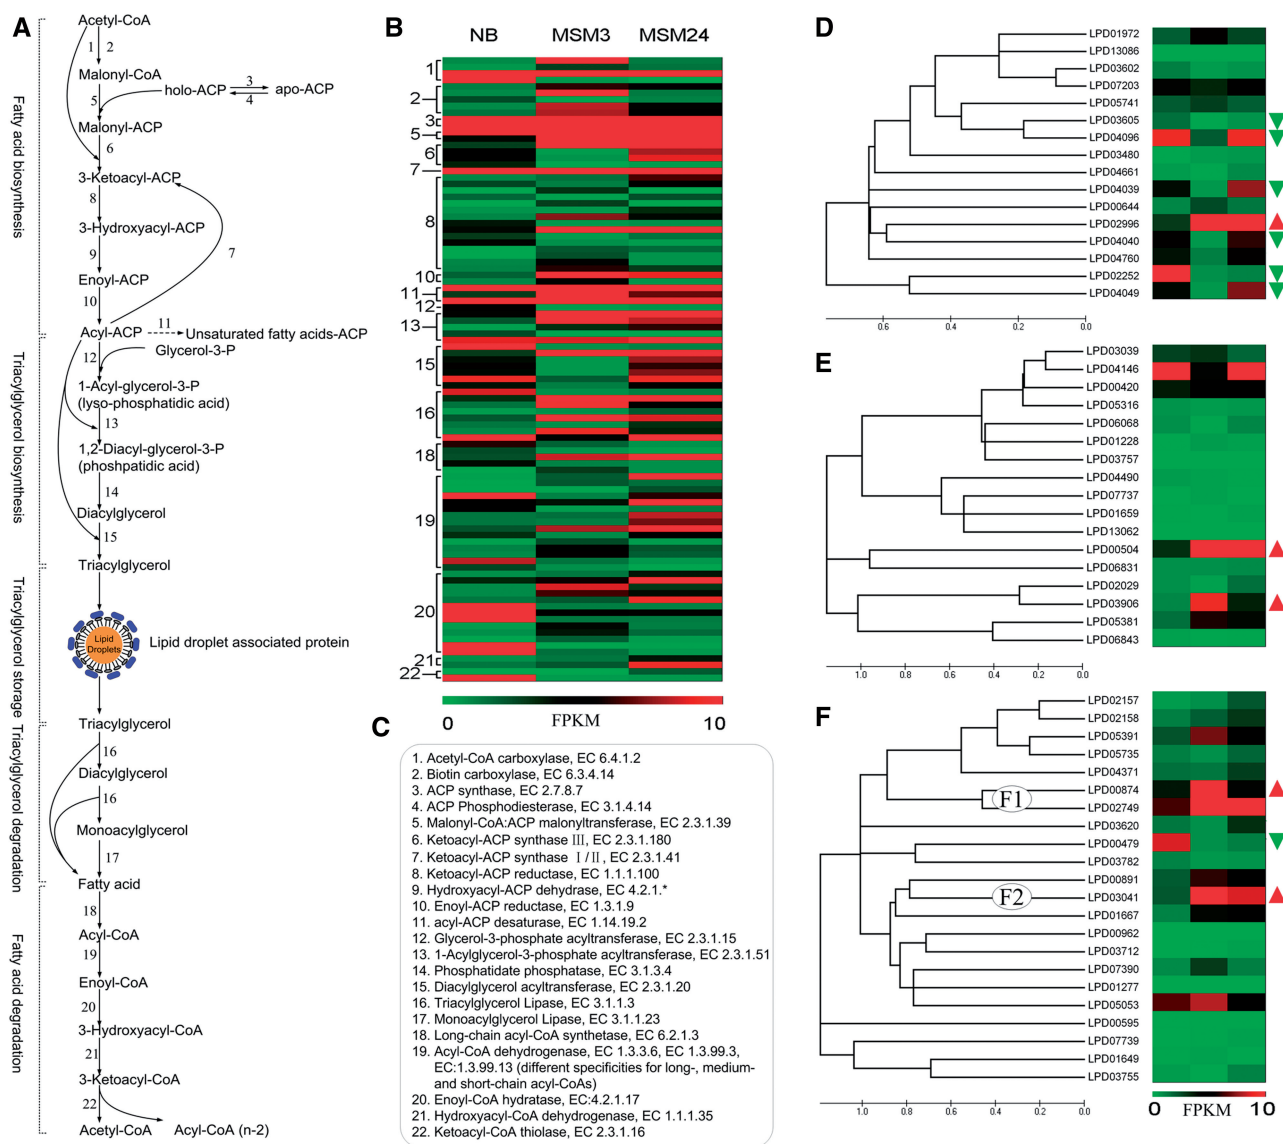 A
Fatty acid biosynthesis
Triacylglycerol biosynthesis
Triacylglycerol storage
Triacylglycerol degradation
Fatty acid degradation
Acetyl-CoA
1 2
Malonyl-CoA
holo-ACP 3 4 apo-ACP
5
Malonyl-ACP
6
3-Ketoacyl-ACP
8
3-Hydroxyacyl-ACP
9 7
Enoyl-ACP
10
Acyl-ACP 11 Unsaturated fatty acids-ACP
12 Glycerol-3-P
1-Acyl-glycerol-3-P
(lyso-phosphatidic acid)
13
1,2-Diacyl-glycerol-3-P
(phoshpatidic acid)
14
Diacylglycerol
15
Triacylglycerol
Lipid
Droplets
Lipid droplet associated protein
Triacylglycerol
16
Diacylglycerol
16
Monoacylglycerol
17
Fatty acid
18
Acyl-CoA
19
Enoyl-CoA
20
3-Hydroxyacyl-CoA
21
3-Ketoacyl-CoA
22
Acetyl-CoA Acyl-CoA (n-2)
B
NB MSM3 MSM24
1
2
3
5
6
7
8
10
11
12
13
15
16
18
19
20
21
22
0 FPKM 10
C
1. Acetyl-CoA carboxylase, EC 6.4.1.2
2. Biotin carboxylase, EC 6.3.4.14
3. ACP synthase, EC 2.7.8.7
4. ACP Phosphodiesterase, EC 3.1.4.14
5. Malonyl-CoA:ACP malonyltransferase, EC 2.3.1.39
6. Ketoacyl-ACP synthase Ⅲ, EC 2.3.1.180
7. Ketoacyl-ACP synthase Ⅰ/Ⅱ, EC 2.3.1.41
8. Ketoacyl-ACP reductase, EC 1.1.1.100
9. Hydroxyacyl-ACP dehydrase, EC 4.2.1.*
10. Enoyl-ACP reductase, EC 1.3.1.9
11. acyl-ACP desaturase, EC 1.14.19.2
12. Glycerol-3-phosphate acyltransferase, EC 2.3.1.15
13. 1-Acylglycerol-3-phosphate acyltransferase, EC 2.3.1.51
14. Phosphatidate phosphatase, EC 3.1.3.4
15. Diacylglycerol acyltransferase, EC 2.3.1.20
16. Triacylglycerol Lipase, EC 3.1.1.3
17. Monoacylglycerol Lipase, EC 3.1.1.23
18. Long-chain acyl-CoA synthetase, EC 6.2.1.3
19. Acyl-CoA dehydrogenase, EC 1.3.3.6, EC 1.3.99.3,
EC:1.3.99.13 (different specificities for long-, medium-
and short-chain acyl-CoAs)
20. Enoyl-CoA hydratase, EC:4.2.1.17
21. Hydroxyacyl-CoA dehydrogenase, EC 1.1.1.35
22. Ketoacyl-CoA thiolase, EC 2.3.1.16
D
LPD01972
LPD13086
LPD03602
LPD07203
LPD05741
LPD03605
LPD04096
LPD03480
LPD04661
LPD04039
LPD00644
LPD02996
LPD04040
LPD04760
LPD02252
LPD04049
0.6 0.4 0.2 0.0
E
LPD03039
LPD04146
LPD00420
LPD05316
LPD06068
LPD01228
LPD03757
LPD04490
LPD07737
LPD01659
LPD13062
LPD00504
LPD06831
LPD02029
LPD03906
LPD05381
LPD06843
1.0 0.8 0.6 0.4 0.2 0.0
F
LPD02157
LPD02158
LPD05391
LPD05735
LPD04371
LPD00874
F1
LPD02749
LPD03620
LPD00479
LPD03782
LPD00891
F2 LPD03041
LPD01667
LPD00962
LPD03712
LPD07390
LPD01277
LPD05053
LPD00595
LPD07739
LPD01649
LPD03755
1.0 0.8 0.6 0.4 0.2 0.0
0 FPKM 10